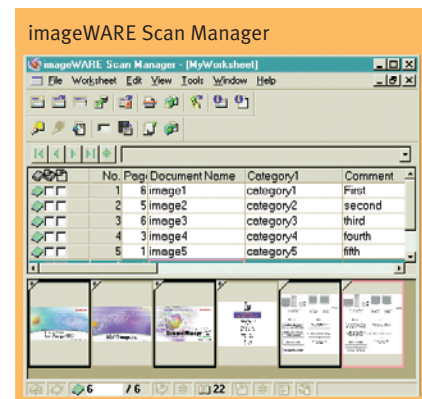 imageWARE Scan Manager
imageWARE Scan Manager - [MyWorksheet]
File Worksheet Edit View Tools Window Help
No. Page Document Name Category1 Comment
1 6 image1 category1 First
2 5 image2 category2 second
3 6 image3 category3 third
4 3 image4 category4 fourth
5 1 image5 category5 fifth
6 / 6 22